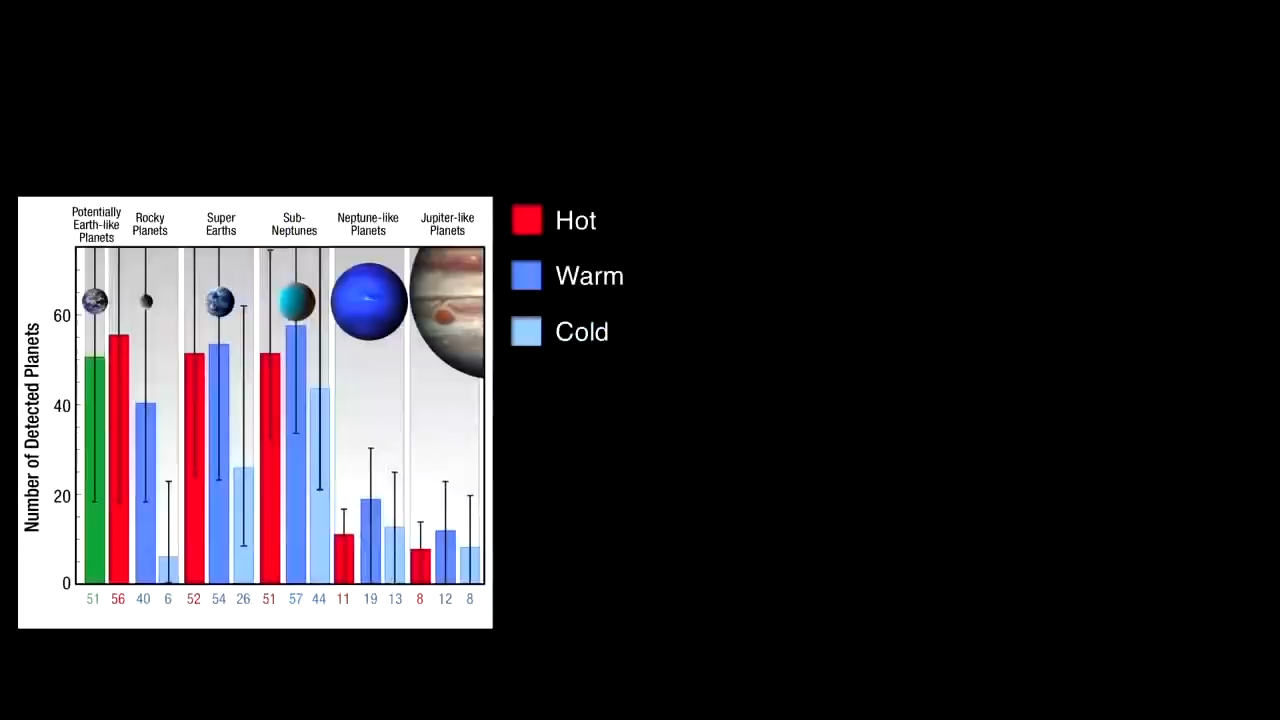 Potentially
Earth-like
Planets
Rocky
Planets
Super
Earths
Sub-
Neptunes
Neptune-like
Planets
Jupiter-like
Planets
Hot
Warm
Cold
Number of Detected Planets
60
40
20
0
51 56 40 6 52 54 26 51 57 44 11 19 13 8 12 8